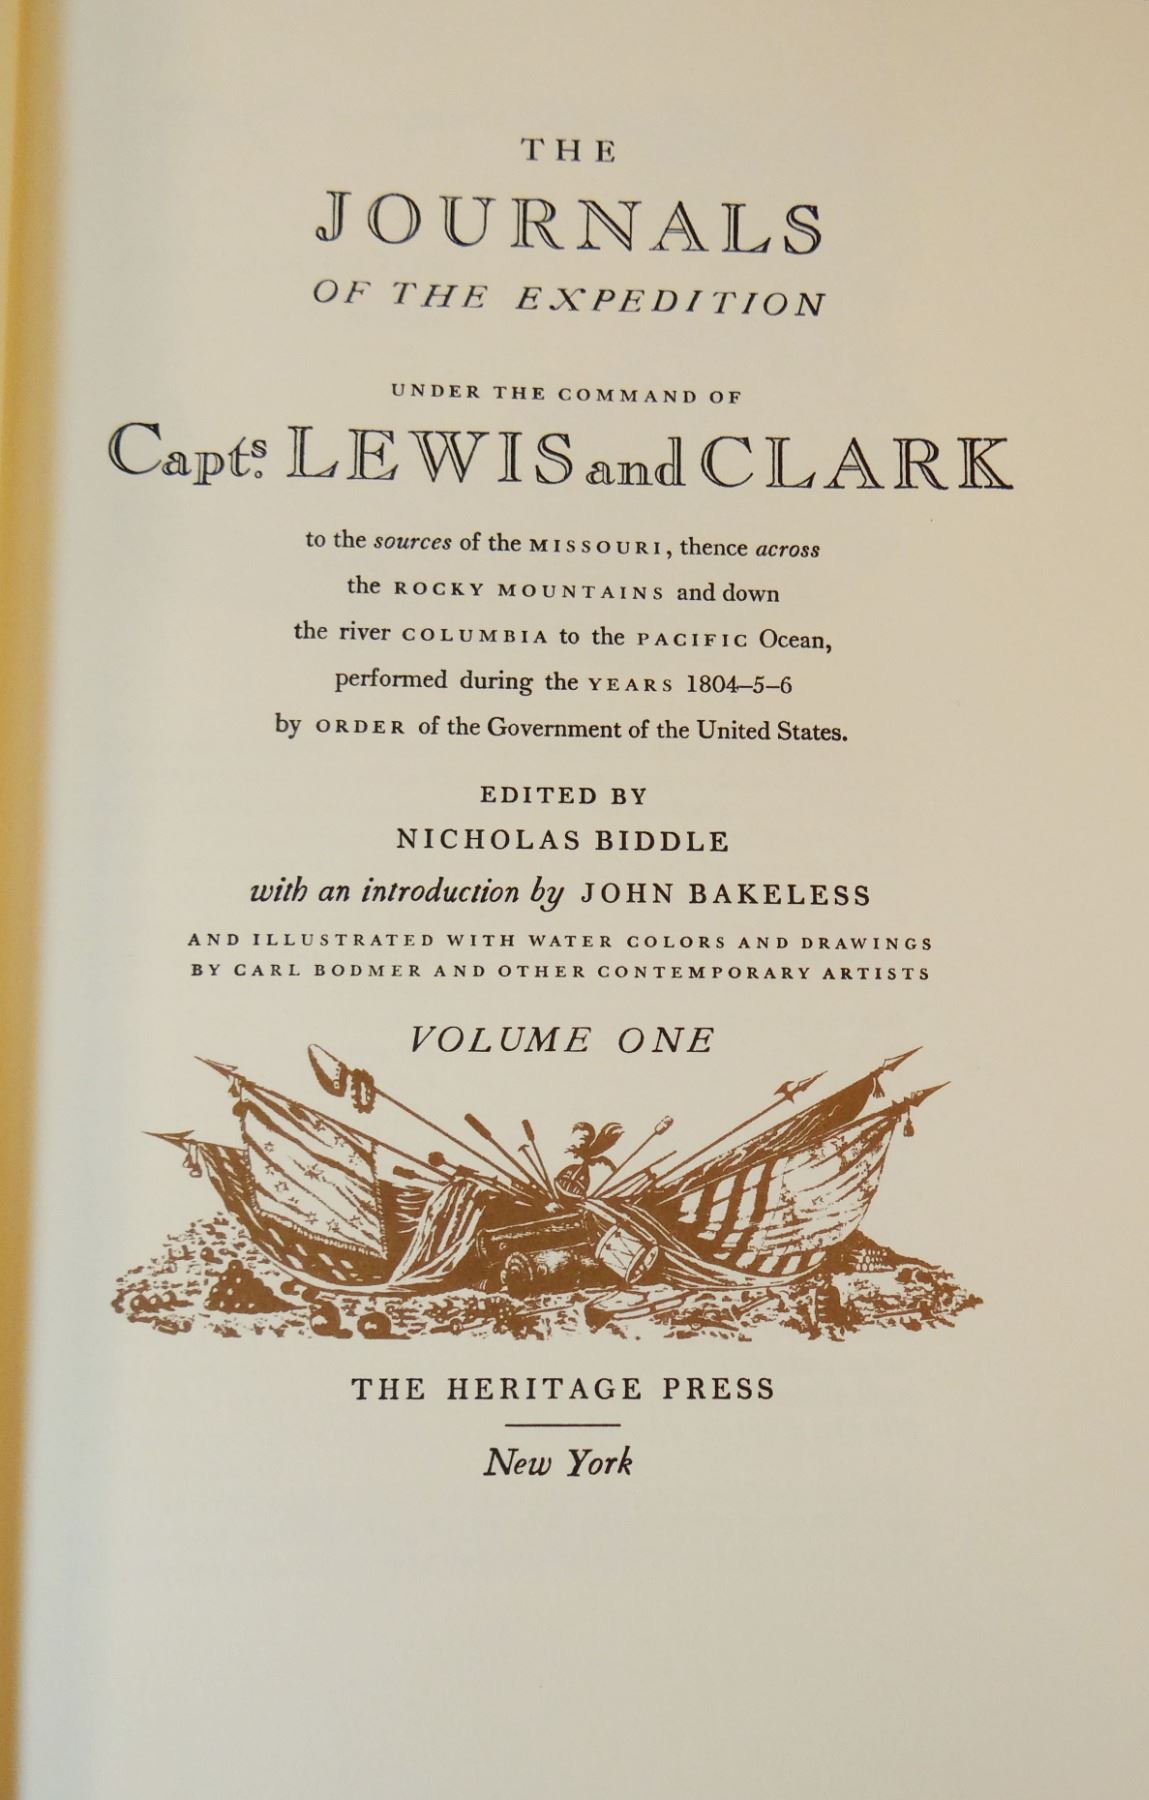 THE
JOURNALS
OF THE EXPEDITION
UNDER THE COMMAND OF
Capts. LEWIS and CLARK
to the sources of the MISSOURI, thence across
the ROCKY MOUNTAINS and down
the river COLUMBIA to the PACIFIC Ocean,
performed during the YEARS 1804–5–6
by ORDER of the Government of the United States.
EDITED BY
NICHOLAS BIDDLE
with an introduction by JOHN BAKELESS
AND ILLUSTRATED WITH WATER COLORS AND DRAWINGS
BY CARL BODMER AND OTHER CONTEMPORARY ARTISTS
VOLUME ONE
THE HERITAGE PRESS
New York